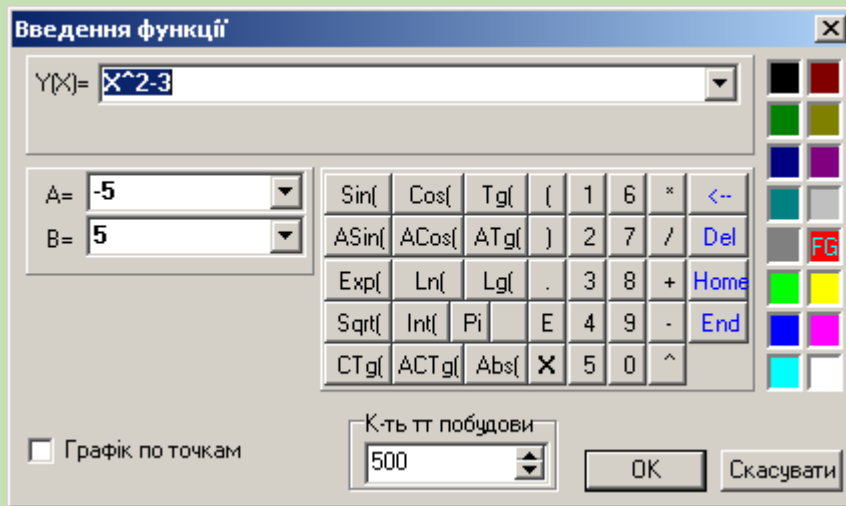 Введення функції
Y(X)= X^2-3
A= -5
B= 5
Sin( Cos( Tg( ( 1 6 * <--
ASin( ACos( ATg( ) 2 7 / Del
Exp( Ln( Lg( . 3 8 + Home
Sqrt( Int( Pi E 4 9 - End
CTg( ACTg( Abs( X 5 0 ^
FG
Графік по точкам
К-ть тт побудови
500
OK
Скасувати